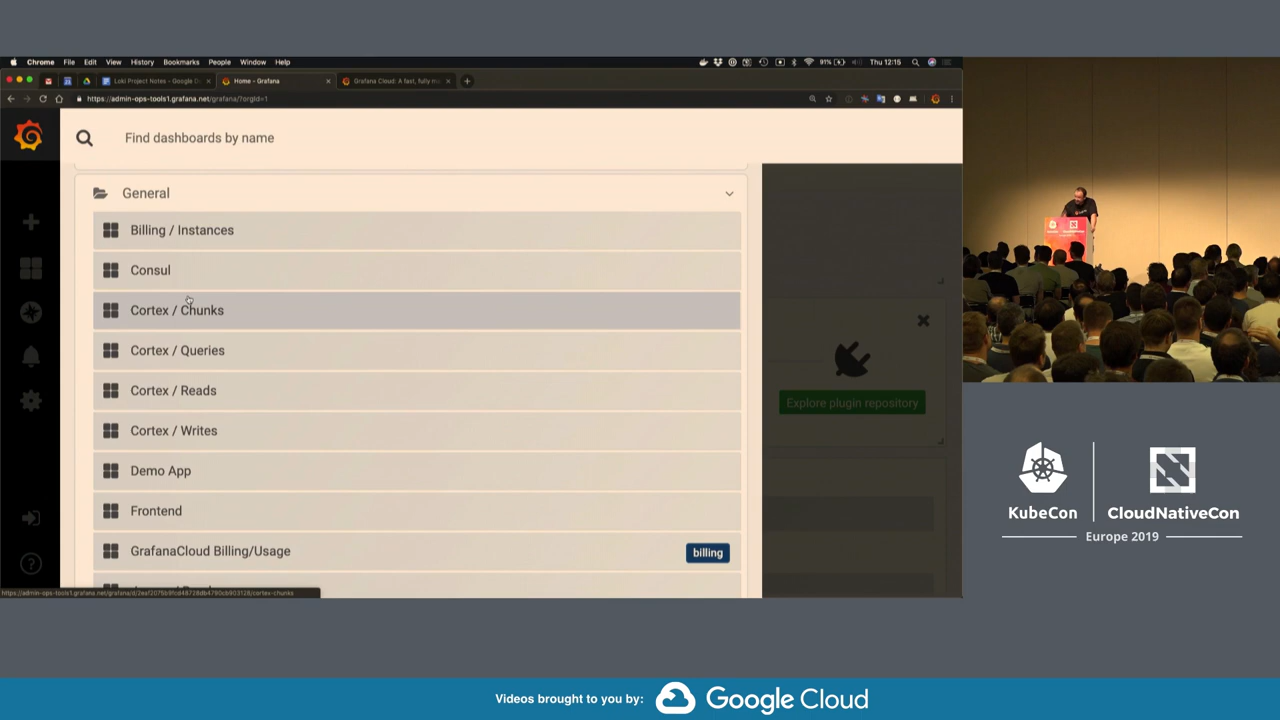 Chrome File Edit View History Bookmarks People Window Help
91% Thu 12:15
Loki Project Notes - Google D
Home - Grafana
Grafana Cloud: A fast, fully m
https://admin-ops-tools1.grafana.net/grafana/?orgId=1
Find dashboards by name
General
Billing / Instances
Consul
Cortex / Chunks
Cortex / Queries
Cortex / Reads
Cortex / Writes
Demo App
Frontend
GrafanaCloud Billing/Usage
billing
Explore plugin repository
KubeCon
CloudNativeCon
Europe 2019
Videos brought to you by:
Google Cloud